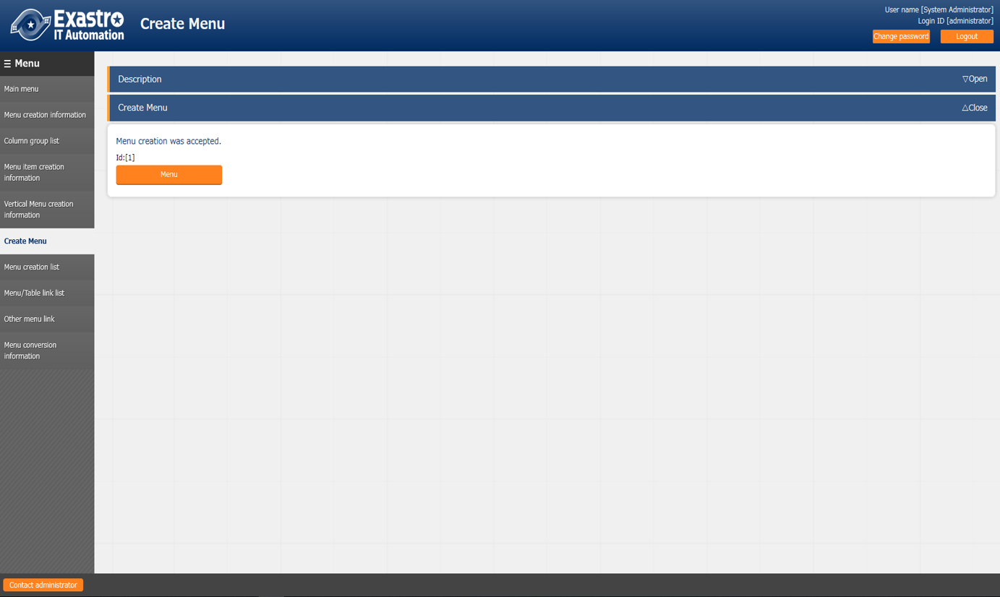 Exastro
IT Automation
Create Menu
User name [System Administrator]
Login ID [administrator]
Change password
Logout
Menu
Main menu
Menu creation information
Column group list
Menu item creation
information
Vertical Menu creation
information
Create Menu
Menu creation list
Menu/Table link list
Other menu link
Menu conversion
information
Description
▽Open
Create Menu
△Close
Menu creation was accepted.
Id:[1]
Menu
Contact administrator